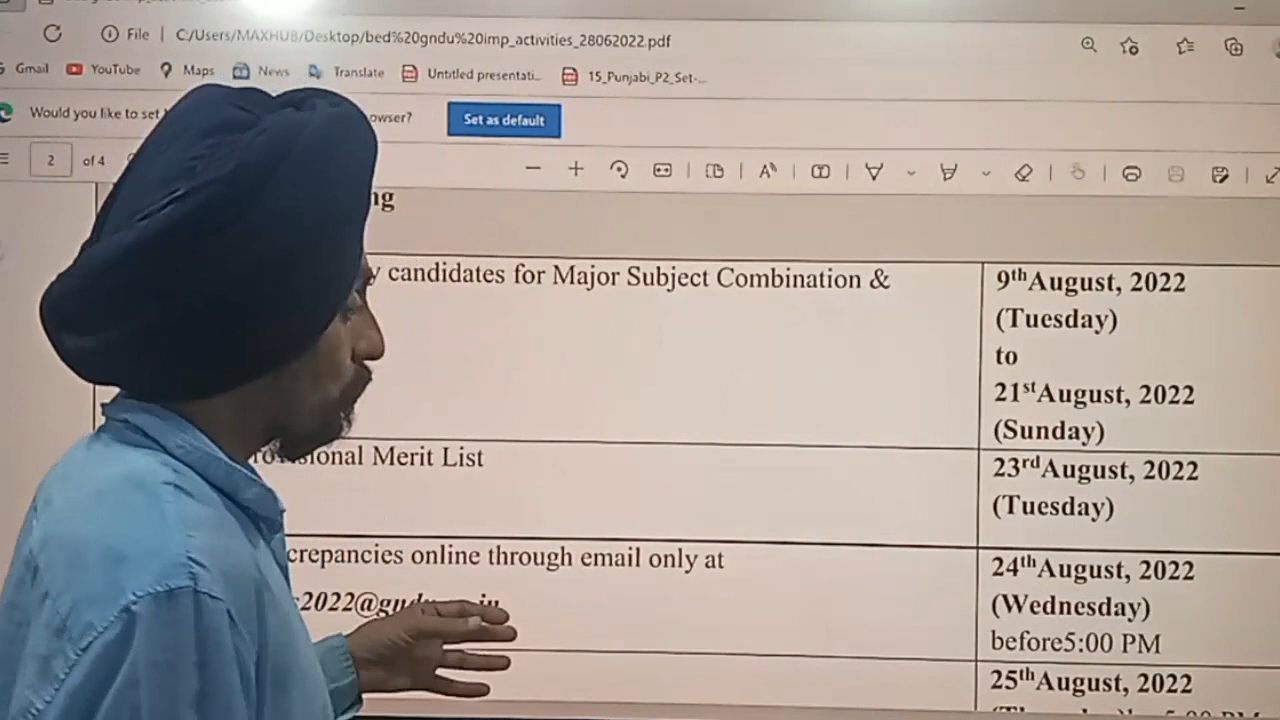 File | C:/Users/MAXHUB/Desktop/bed%20gndu%20imp_activities_28062022.pdf
Gmail YouTube Maps News Translate Untitled presentati... 15_Punjabi_P2_Set-...
Would you like to set owser? Set as default
2 of 4
ng
y candidates for Major Subject Combination &
9thAugust, 2022
(Tuesday)
to
21stAugust, 2022
(Sunday)
rovisional Merit List
23rdAugust, 2022
(Tuesday)
crepancies online through email only at
24thAugust, 2022
(Wednesday)
before5:00 PM
25thAugust, 2022